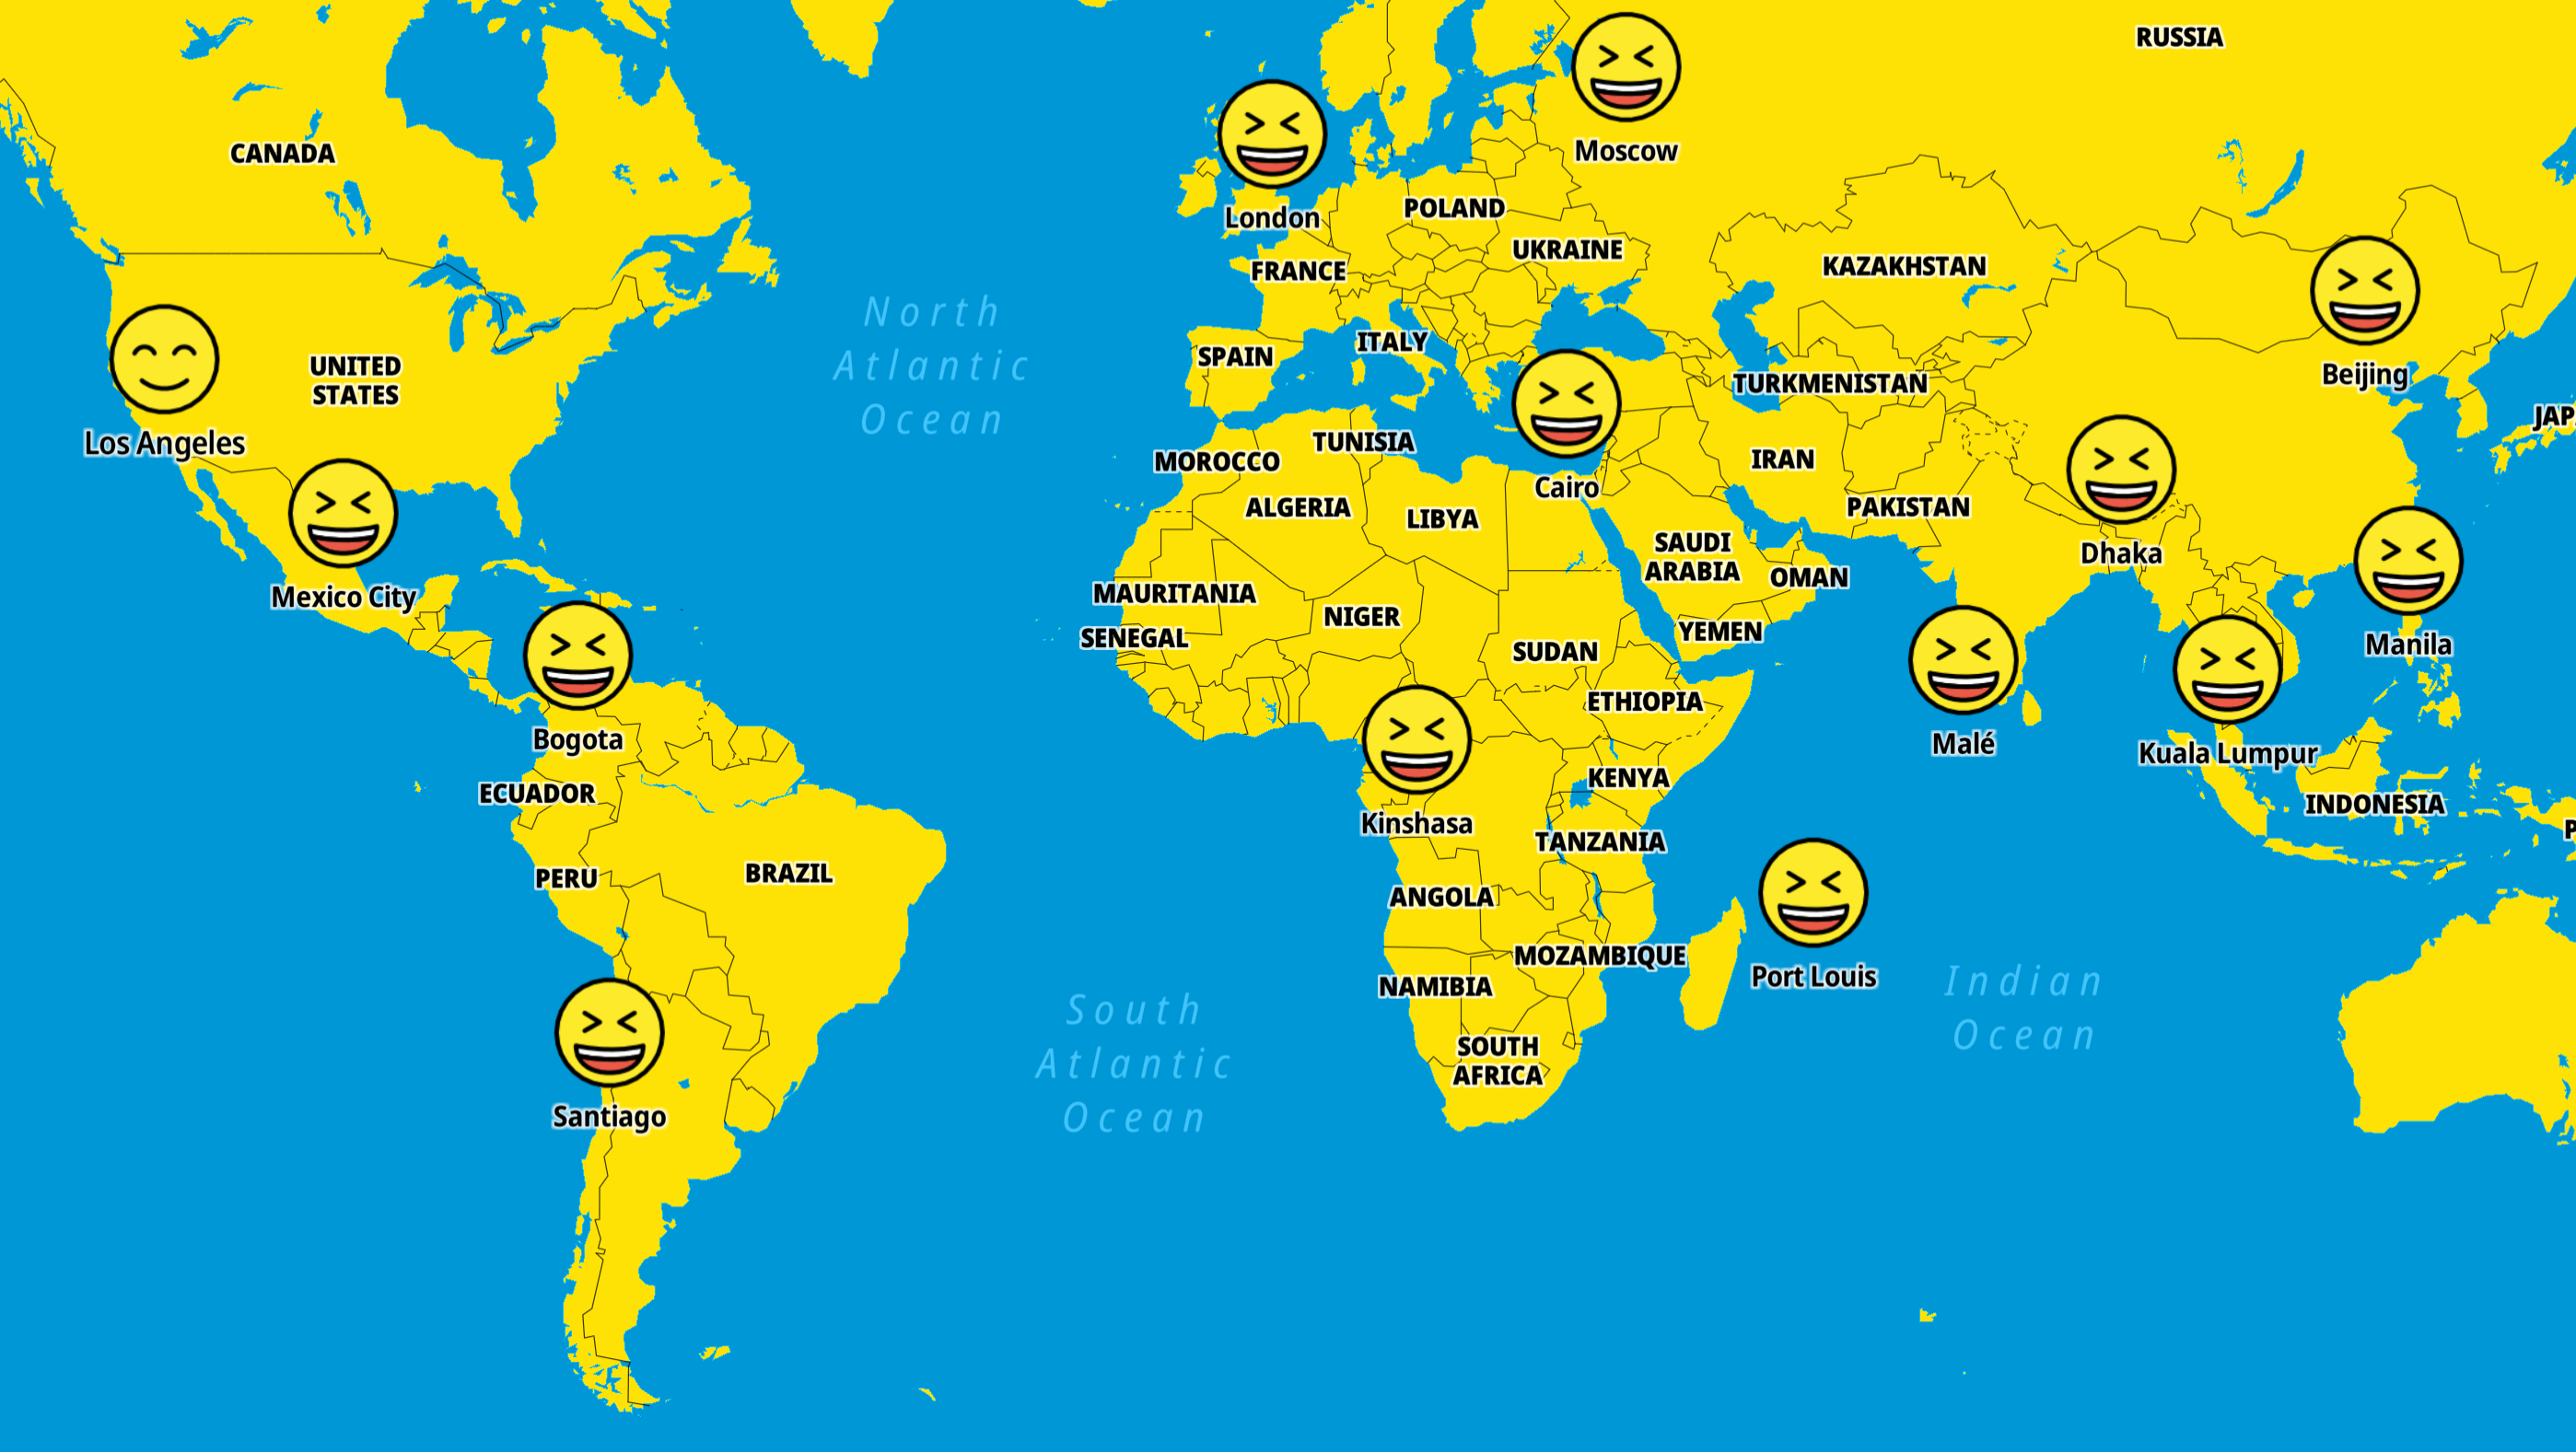 RUSSIA
CANADA
Moscow
London
POLAND
UKRAINE
KAZAKHSTAN
FRANCE
North
Atlantic
Ocean
ITALY
SPAIN
UNITED
STATES
Beijing
TURKMENISTAN
JAP
Los Angeles
TUNISIA
MOROCCO
IRAN
Cairo
ALGERIA
LIBYA
PAKISTAN
SAUDI
ARABIA
OMAN
Dhaka
Mexico City
MAURITANIA
NIGER
SENEGAL
YEMEN
SUDAN
Manila
ETHIOPIA
Bogota
Malé
Kuala Lumpur
KENYA
ECUADOR
INDONESIA
Kinshasa
P
TANZANIA
BRAZIL
PERU
ANGOLA
MOZAMBIQUE
Port Louis
NAMIBIA
Indian
Ocean
South
Atlantic
Ocean
SOUTH
AFRICA
Santiago